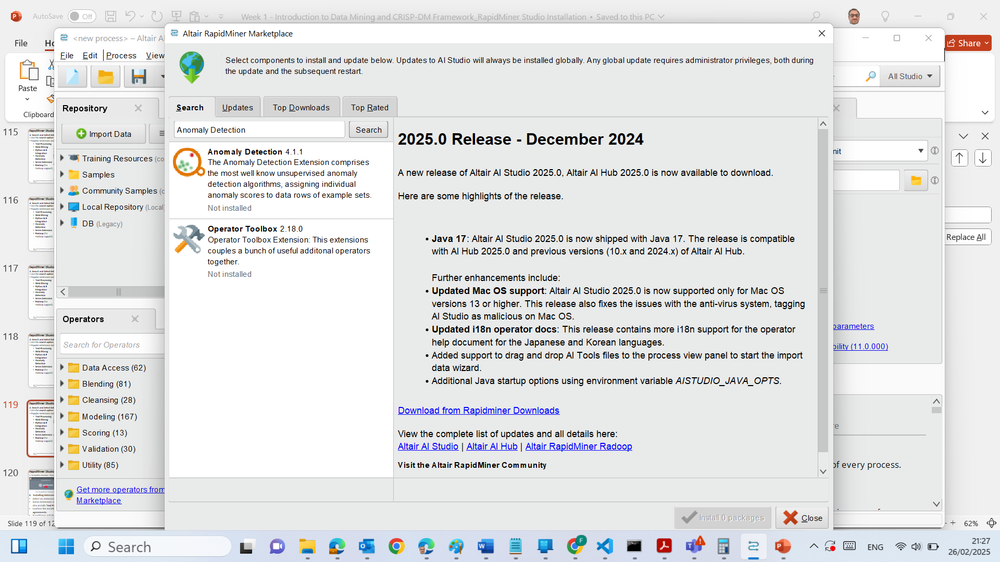 AutoSave
Off
Week 1 - Introduction to Data Mining and CRISP-DM Framework_RapidMiner Studio Installation • Saved to this PC
File
Share
Paste
Clipboard
<new process> – Altair A
File Edit Process View
All Studio
Repository
Import Data
Training Resources (co
Samples
Community Samples (c
Local Repository (Local
DB (Legacy)
Operators
Search for Operators
Data Access (62)
Blending (81)
Cleansing (28)
Modeling (167)
Scoring (13)
Validation (30)
Utility (85)
Get more operators from
Marketplace
Altair RapidMiner Marketplace
Select components to install and update below. Updates to AI Studio will always be installed globally. Any global update requires administrator privileges, both during
the update and the subsequent restart.
Search
Updates
Top Downloads
Top Rated
Anomaly Detection
Search
Anomaly Detection 4.1.1
The Anomaly Detection Extension comprises
the most well know unsupervised anomaly
detection algorithms, assigning individual
anomaly scores to data rows of example sets.
Not installed
Operator Toolbox 2.18.0
Operator Toolbox Extension: This extensions
couples a bunch of useful additonal operators
together.
Not installed
2025.0 Release - December 2024
A new release of Altair AI Studio 2025.0, Altair AI Hub 2025.0 is now available to download.
Here are some highlights of the release.
• Java 17: Altair AI Studio 2025.0 is now shipped with Java 17. The release is compatible
with AI Hub 2025.0 and previous versions (10.x and 2024.x) of Altair AI Hub.
Further enhancements include:
• Updated Mac OS support: Altair AI Studio 2025.0 is now supported only for Mac OS
versions 13 or higher. This release also fixes the issues with the anti-virus system, tagging
AI Studio as malicious on Mac OS.
• Updated i18n operator docs: This release contains more i18n support for the operator
help document for the Japanese and Korean languages.
• Added support to drag and drop AI Tools files to the process view panel to start the import
data wizard.
• Additional Java startup options using environment variable AISTUDIO_JAVA_OPTS.
Download from Rapidminer Downloads
View the complete list of updates and all details here:
Altair AI Studio | Altair AI Hub | Altair RapidMiner Radoop
Visit the Altair RapidMiner Community
Install 0 packages
Close
nit
parameters
bility (11.0.000)
re
of every process.
Replace All
115
116
117
118
119
120
Slide 119 of 12
62%
Search
ENG
21:27
26/02/2025